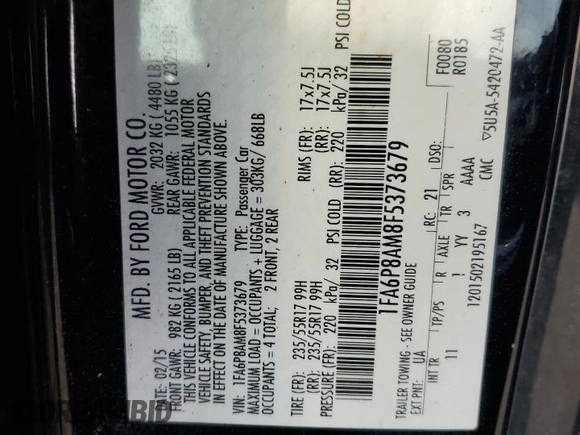 MFD. BY FORD MOTOR CO.
DATE: 02/15 GVWR: 2032 KG ( 4480 LB)
FRONT GAWR: 982 KG ( 2165 LB) REAR GAWR: 1055 KG ( 2325 LB)
THIS VEHICLE CONFORMS TO ALL APPLICABLE FEDERAL MOTOR
VEHICLE SAFETY, BUMPER, AND THEFT PREVENTION STANDARDS
IN EFFECT ON THE DATE OF MANUFACTURE SHOWN ABOVE.
VIN: 1FA6P8AM8F5373679 TYPE: Passenger Car
MAXIMUM LOAD = OCCUPANTS + LUGGAGE = 303KG/ 668LB
OCCUPANTS = 4 TOTAL: 2 FRONT, 2 REAR
TIRE (FR): 235/55R17 99H RIMS (FR): 17x7.5J
(RR): 235/55R17 99H (RR): 17x7.5J
PRESSURE (FR): 220 kPa/ 32 PSI COLD (RR): 220 kPa/ 32 PSI COLD
1FA6P8AM8F5373679
TRAILER TOWING - SEE OWNER GUIDE
EXT PNT: UA RC: 21 DSO: F0080
R0185
INT TR TP/PS R AXLE TR SPR
11 1 YY 3 AAAA
CMC
1201502195167 5U5A-5420472-AA